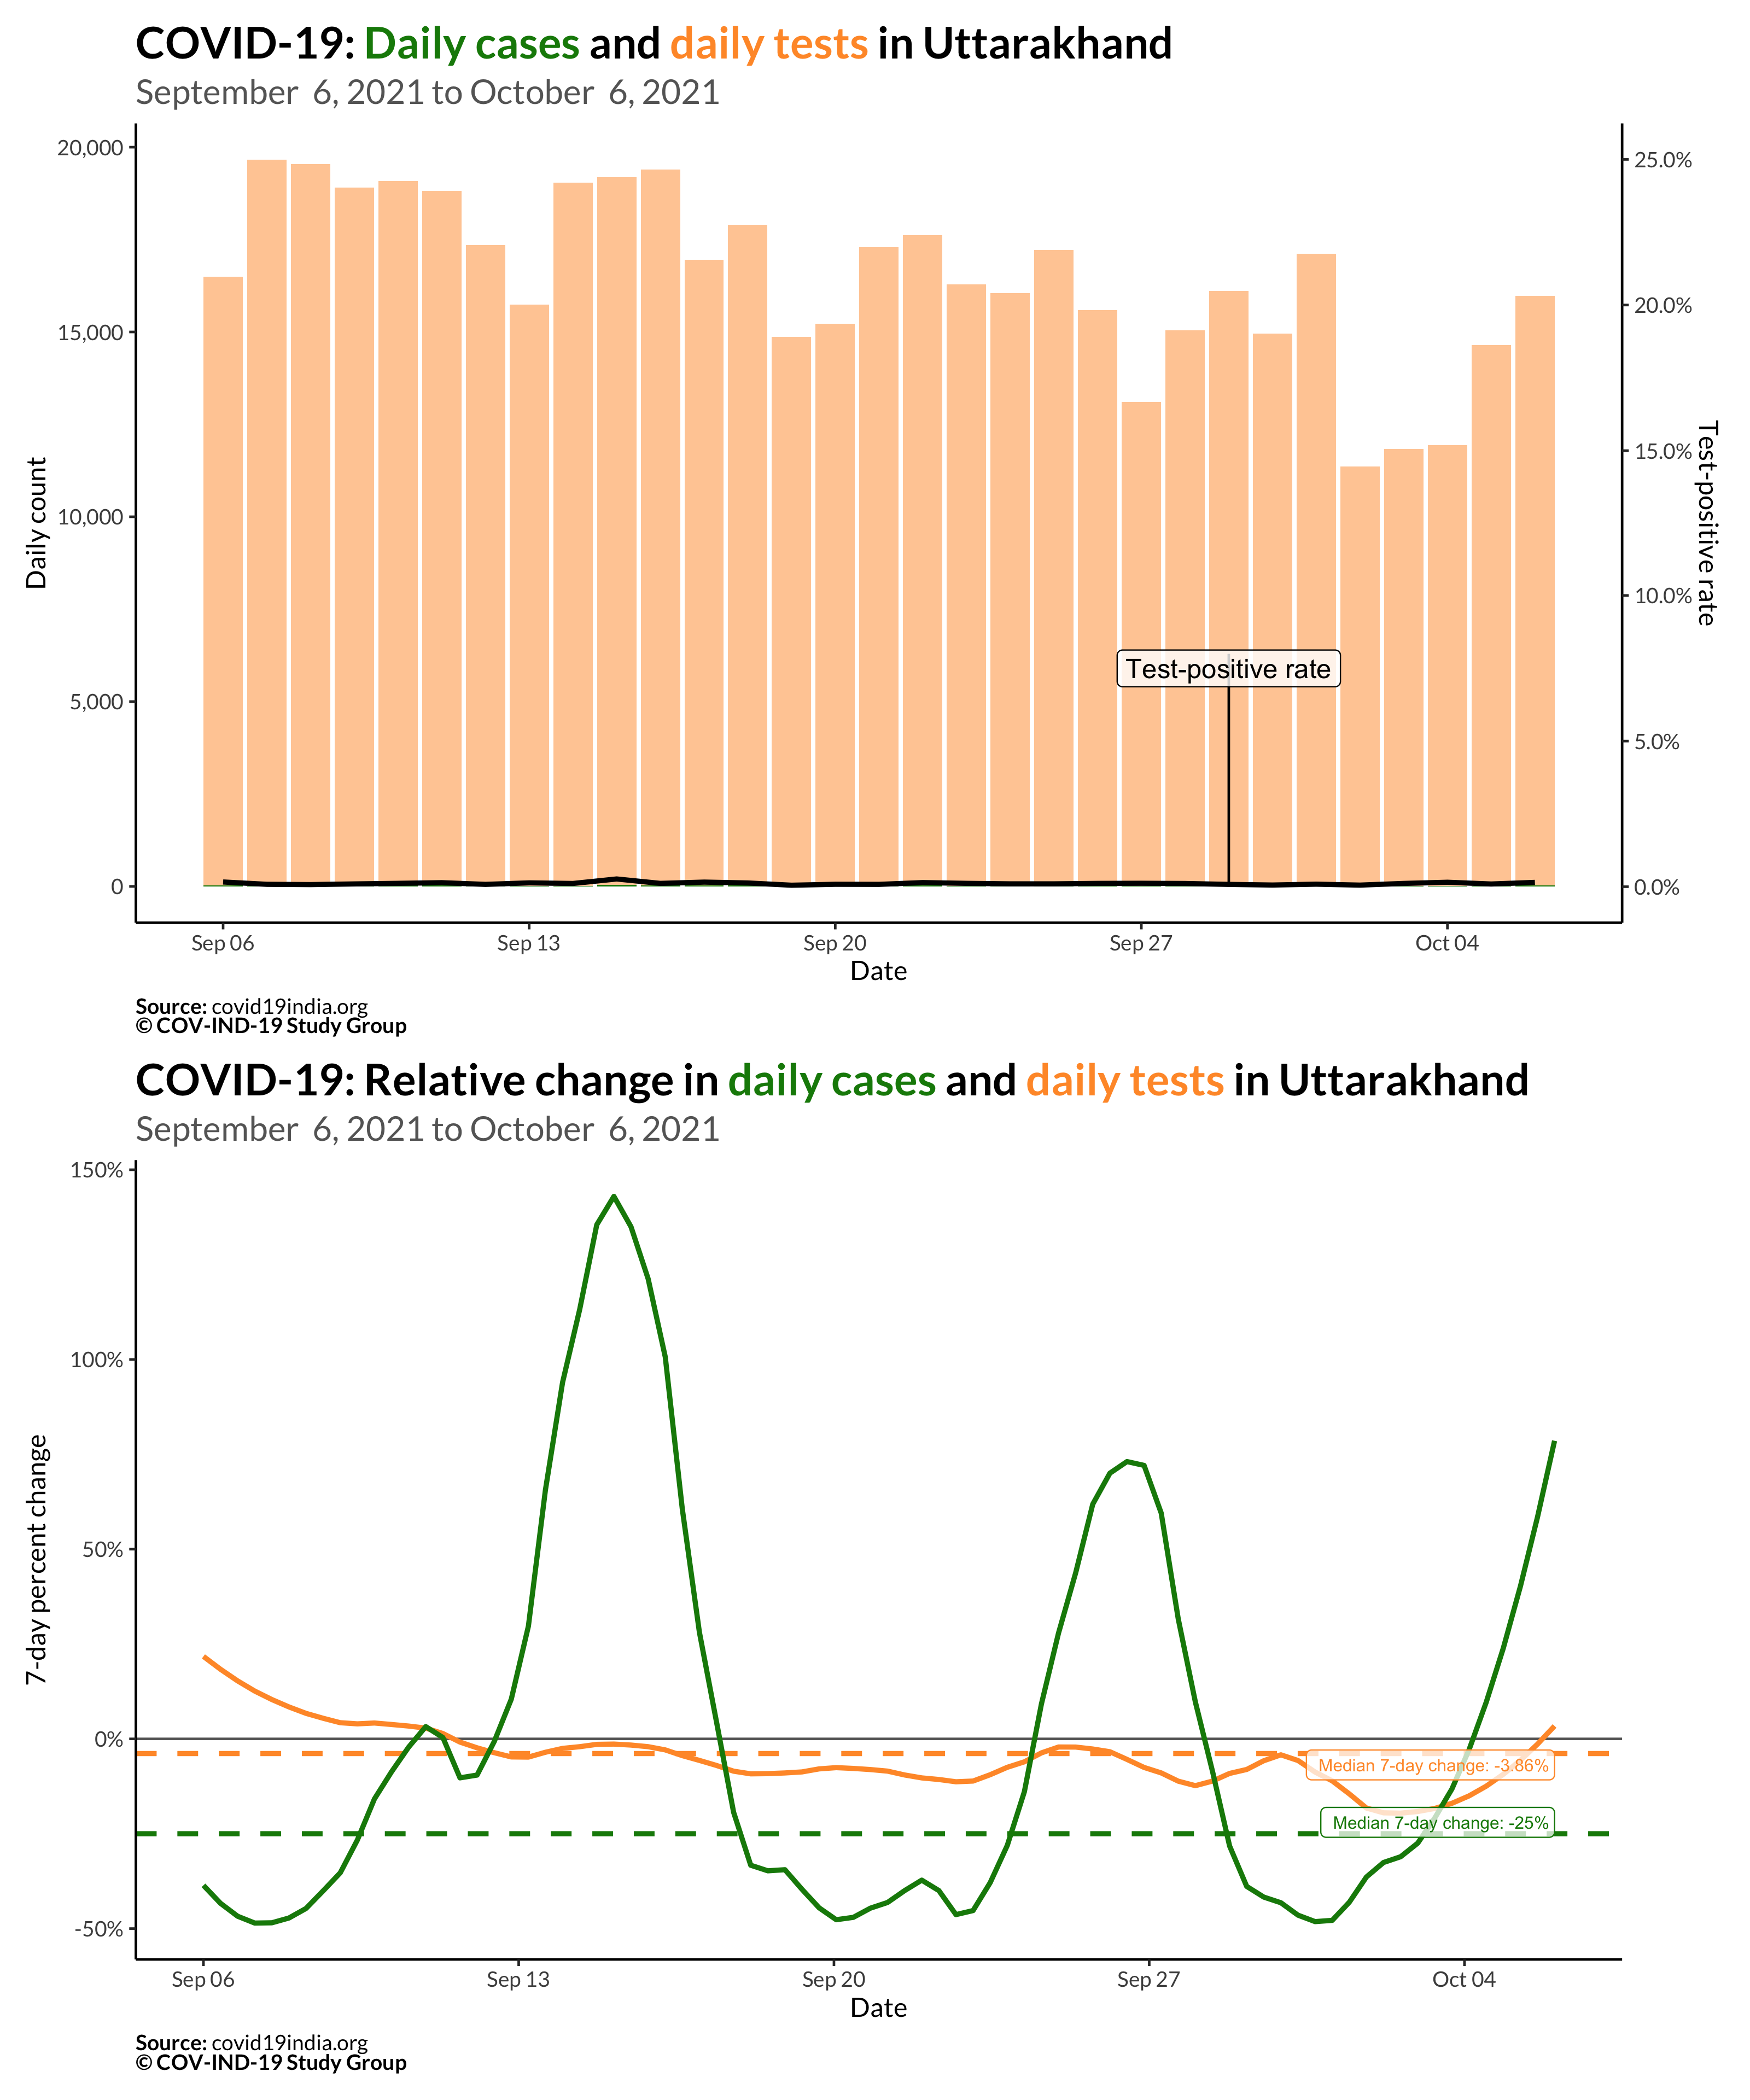 COVID-19: Daily cases and daily tests in Uttarakhand
September  6, 2021 to October  6, 2021
20,000
15,000
10,000
5,000
0
Daily count
25.0%
20.0%
15.0%
10.0%
5.0%
0.0%
Test-positive rate
Test-positive rate
Sep 06
Sep 13
Sep 20
Sep 27
Oct 04
Date
Source: covid19india.org
© COV-IND-19 Study Group
COVID-19: Relative change in daily cases and daily tests in Uttarakhand
September  6, 2021 to October  6, 2021
150%
100%
50%
0%
-50%
7-day percent change
Median 7-day change: -3.86%
Median 7-day change: -25%
Sep 06
Sep 13
Sep 20
Sep 27
Oct 04
Date
Source: covid19india.org
© COV-IND-19 Study Group